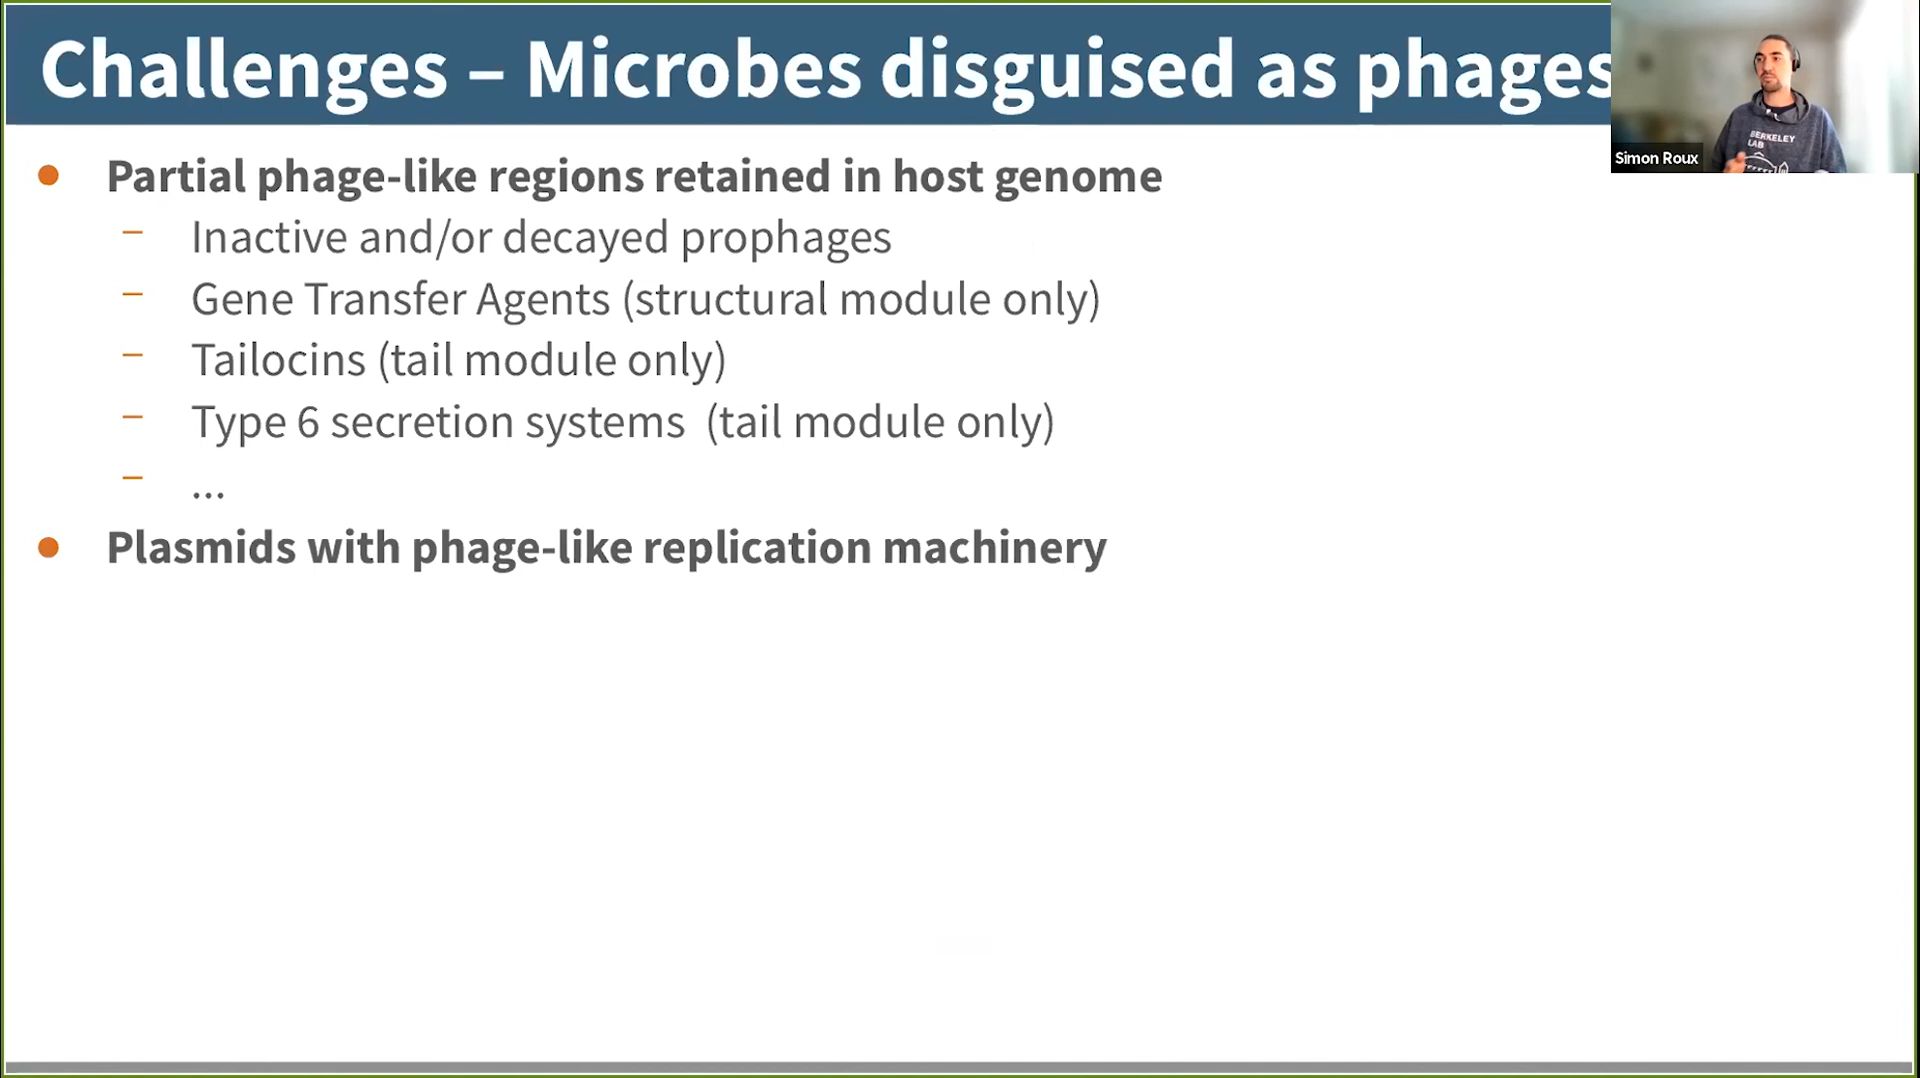 Challenges – Microbes disguised as phages
BERKELEY
LAB
Simon Roux
● Partial phage-like regions retained in host genome
– Inactive and/or decayed prophages
– Gene Transfer Agents (structural module only)
– Tailocins (tail module only)
– Type 6 secretion systems (tail module only)
– ...
● Plasmids with phage-like replication machinery